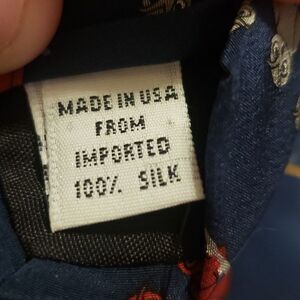 MADE IN USA
FROM
IMPORTED
100% SILK